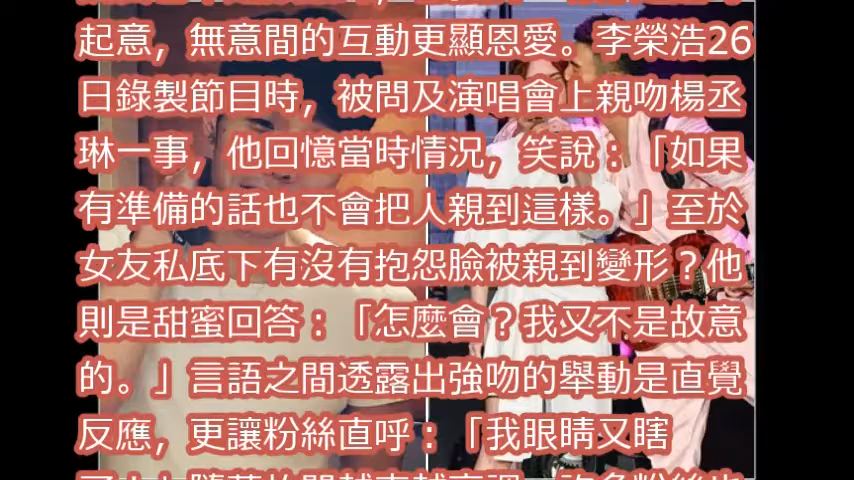 起意，無意間的互動更顯恩愛。李榮浩26
日錄製節目時，被問及演唱會上親吻楊丞
琳一事，他回憶當時情況，笑說：「如果
有準備的話也不會把人親到這樣。」至於
女友私底下有沒有抱怨臉被親到變形？他
則是甜蜜回答：「怎麼會？我又不是故意
的。」言語之間透露出強吻的舉動是直覺
反應，更讓粉絲直呼：「我眼睛又瞎